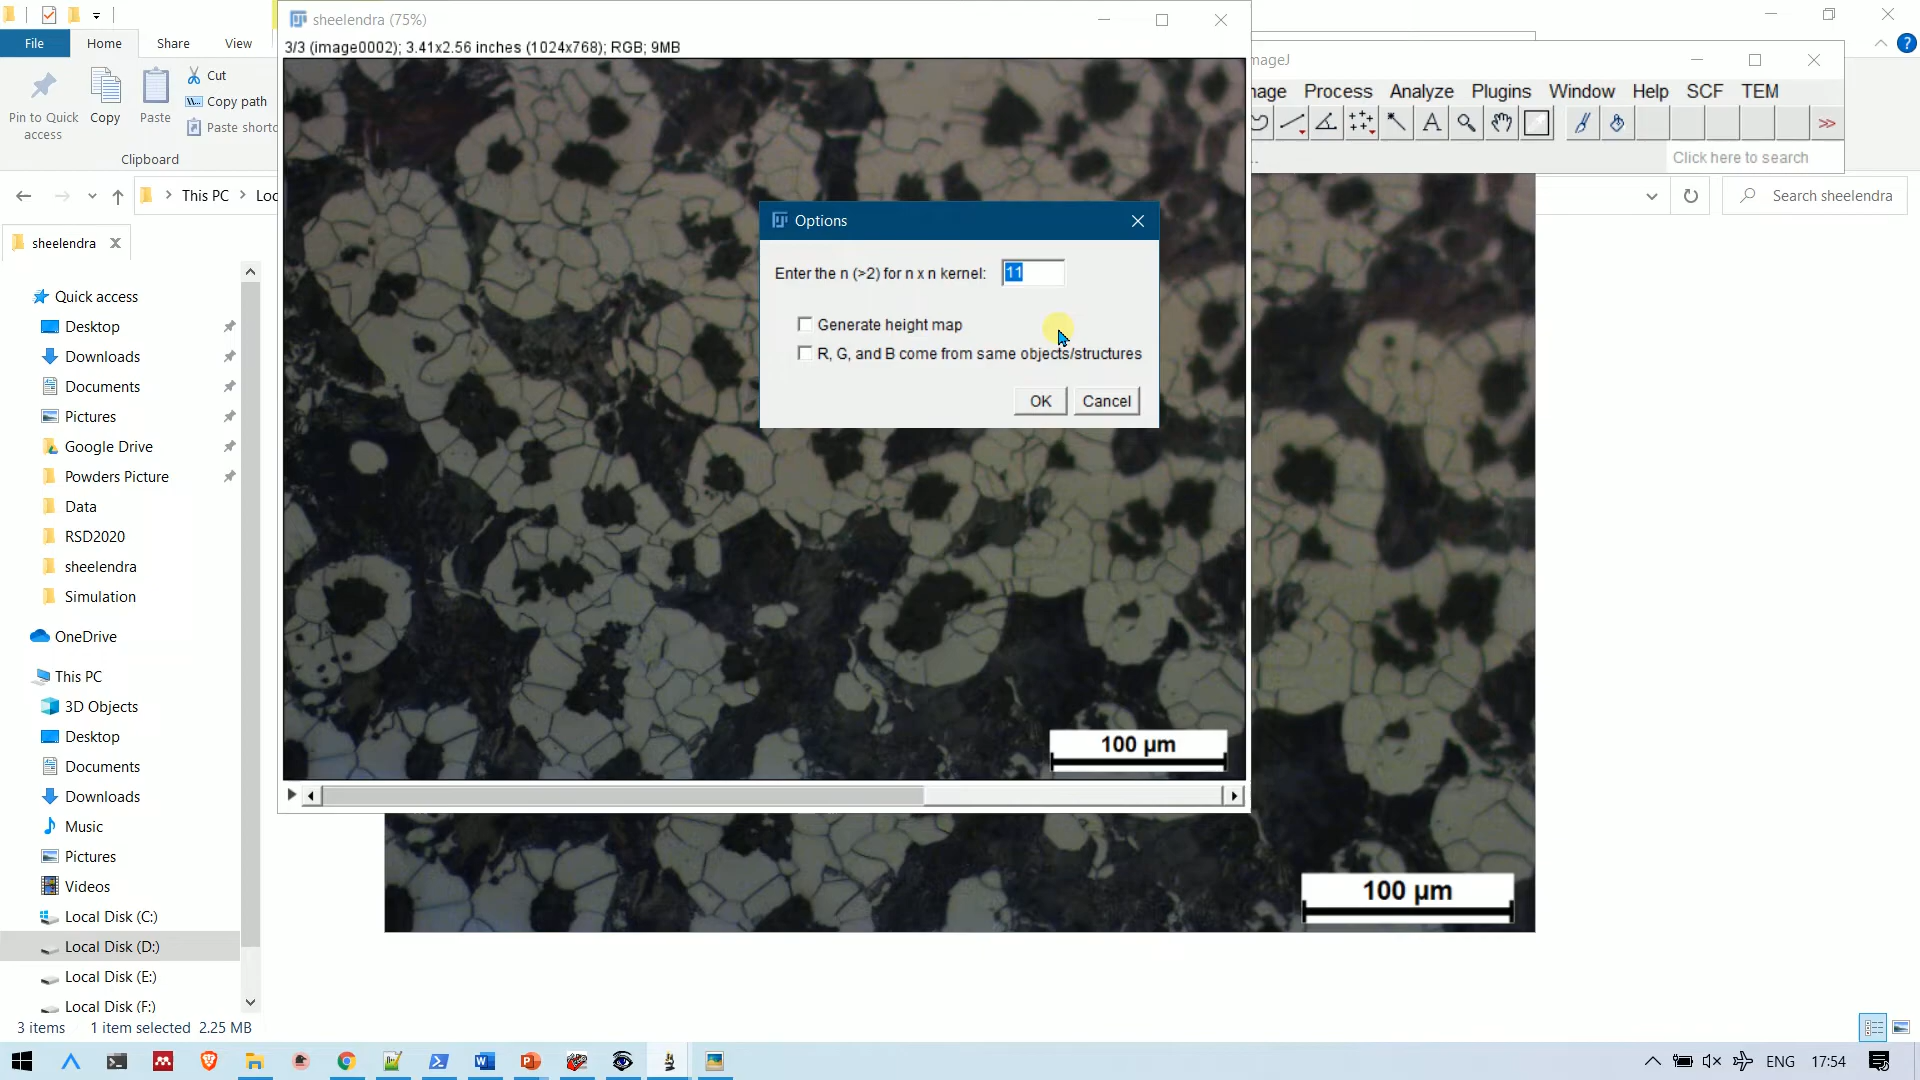 sheelendra (75%)
3/3 (image0002); 3.41x2.56 inches (1024x768); RGB; 9MB
File
Home
Share
View
Pin to Quick access
Copy
Paste
Cut
Copy path
Paste shortc
Clipboard
This PC
Loc
sheelendra
Quick access
Desktop
Downloads
Documents
Pictures
Google Drive
Powders Picture
Data
RSD2020
sheelendra
Simulation
OneDrive
This PC
3D Objects
Desktop
Documents
Downloads
Music
Pictures
Videos
Local Disk (C:)
Local Disk (D:)
Local Disk (E:)
Local Disk (F:)
3 items 1 item selected 2.25 MB
Options
Enter the n (>2) for n x n kernel: 11
Generate height map
R, G, and B come from same objects/structures
OK
Cancel
100 µm
mageJ
mage Process Analyze Plugins Window Help SCF TEM
A
>>
Click here to search
Search sheelendra
?
100 µm
W
P
ENG
17:54